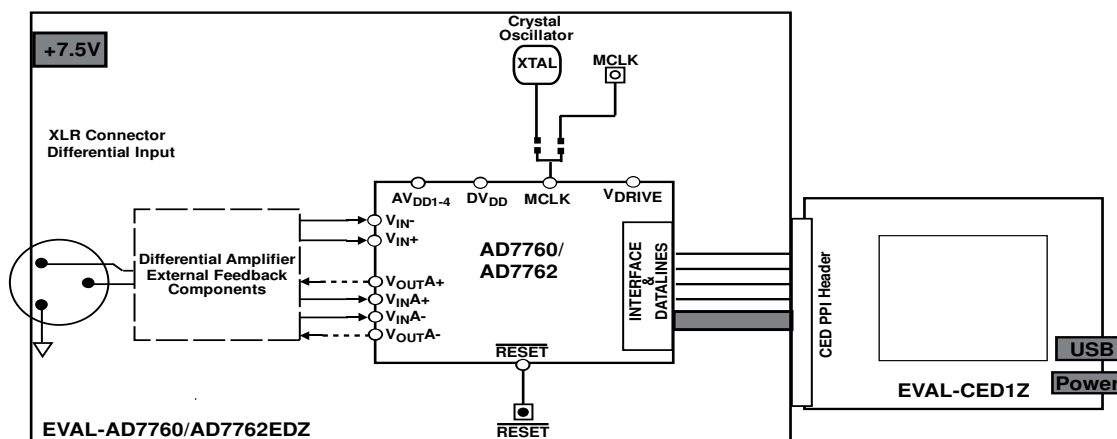 Crystal
Oscillator
+7.5V
XTAL
MCLK
XLR Connector
Differential Input
AVDD1-4
DVDD
MCLK
VDRIVE
VIN-
VIN+
AD7760/
AD7762
Differential Amplifier
External Feedback
Components
VOUTA+
VINA+
VINA-
VOUTA-
INTERFACE
&
DATALINES
CED PPI Header
RESET
RESET
USB
Power
EVAL-CED1Z
EVAL-AD7760/AD7762EDZ